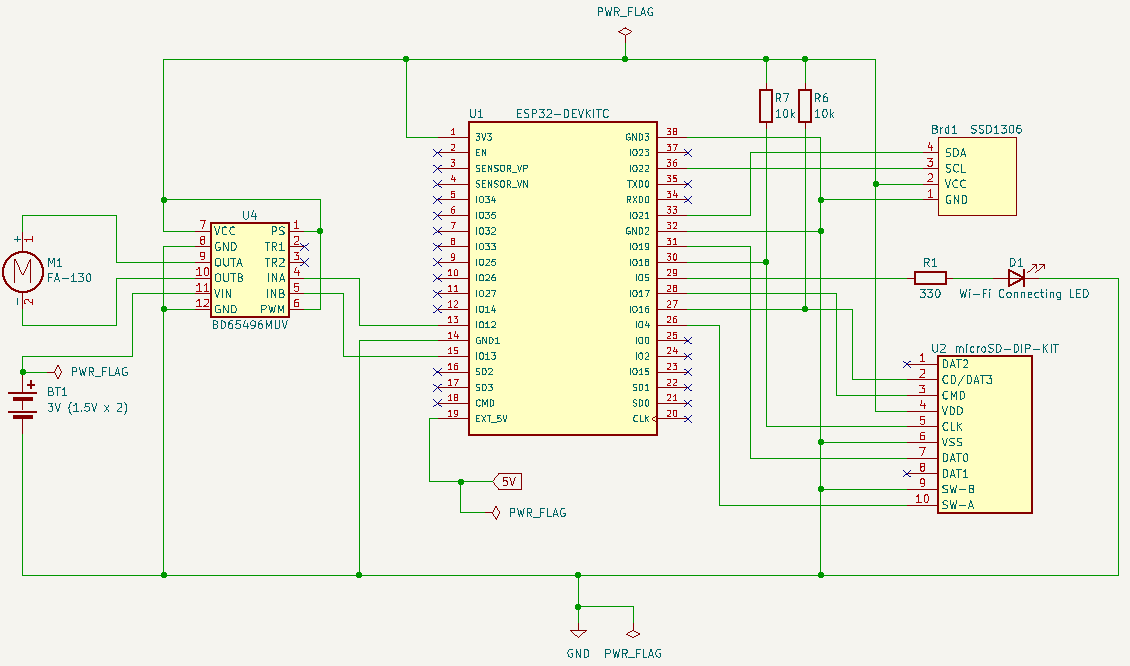 PWR_FLAG
R7
10k
R6
10k
U1 ESP32-DEVKITC
1 3V3
2 EN
3 SENSOR_VP
4 SENSOR_VN
5 IO34
6 IO35
7 IO32
8 IO33
9 IO25
10 IO26
11 IO27
12 IO14
13 IO12
14 GND1
15 IO13
16 SD2
17 SD3
18 CMD
19 EXT_5V
GND3 38
IO23 37
IO22 36
TXD0 35
RXD0 34
IO21 33
GND2 32
IO19 31
IO18 30
IO5 29
IO17 28
IO16 27
IO4 26
IO0 25
IO2 24
IO15 23
SD1 22
SD0 21
CLK 20
Brd1 SSD1306
4 SDA
3 SCL
2 VCC
1 GND
U4
7 VCC PS 1
8 GND TR1 2
9 OUTA TR2 3
10 OUTB INA 4
11 VIN INB 5
12 GND PWM 6
BD65496MUV
+ 1
M
- 2
M1
FA-130
PWR_FLAG
+
BT1
3V (1.5V x 2)
R1
330
D1
Wi-Fi Connecting LED
U2 microSD-DIP-KIT
1 DAT2
2 CD/DAT3
3 CMD
4 VDD
5 CLK
6 VSS
7 DAT0
8 DAT1
9 SW-B
10 SW-A
5V
PWR_FLAG
GND
PWR_FLAG